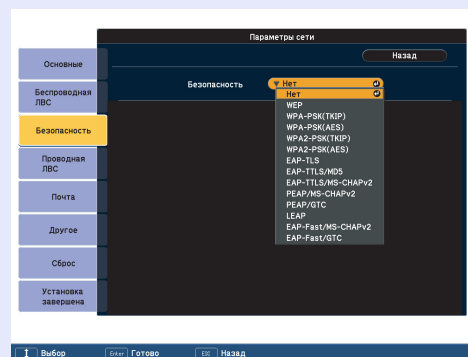 Параметры сети
Назад
Основные
Беспроводная
ЛВС
Безопасность
Проводная
ЛВС
Почта
Другое
Сброс
Установка
завершена
Безопасность
Нет
Нет
WEP
WPA-PSK(TKIP)
WPA-PSK(AES)
WPA2-PSK(TKIP)
WPA2-PSK(AES)
EAP-TLS
EAP-TTLS/MD5
EAP-TTLS/MS-CHAPv2
PEAP/MS-CHAPv2
PEAP/GTC
LEAP
EAP-Fast/MS-CHAPv2
EAP-Fast/GTC
Выбор
Enter Готово
ESC Назад